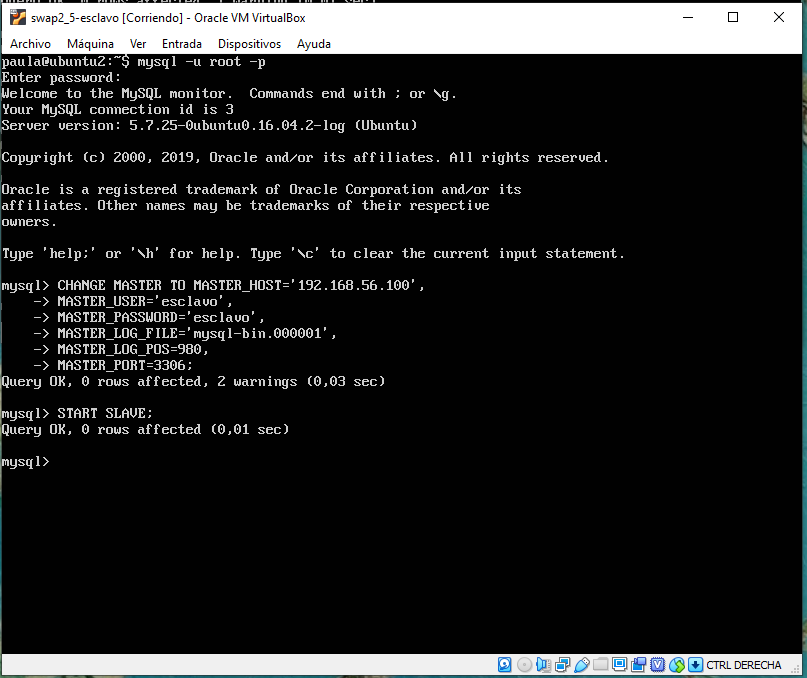 swap2_5-esclavo [Corriendo] - Oracle VM VirtualBox
Archivo Máquina Ver Entrada Dispositivos Ayuda
paula@ubuntu2:~$ mysql -u root -p
Enter password:
Welcome to the MySQL monitor.  Commands end with ; or \g.
Your MySQL connection id is 3
Server version: 5.7.25-0ubuntu0.16.04.2-log (Ubuntu)
Copyright (c) 2000, 2019, Oracle and/or its affiliates. All rights reserved.
Oracle is a registered trademark of Oracle Corporation and/or its
affiliates. Other names may be trademarks of their respective
owners.
Type 'help;' or '\h' for help. Type '\c' to clear the current input statement.
mysql> CHANGE MASTER TO MASTER_HOST='192.168.56.100',
    -> MASTER_USER='esclavo',
    -> MASTER_PASSWORD='esclavo',
    -> MASTER_LOG_FILE='mysql-bin.000001',
    -> MASTER_LOG_POS=980,
    -> MASTER_PORT=3306;
Query OK, 0 rows affected, 2 warnings (0,03 sec)
mysql> START SLAVE;
Query OK, 0 rows affected (0,01 sec)
mysql>
CTRL DERECHA